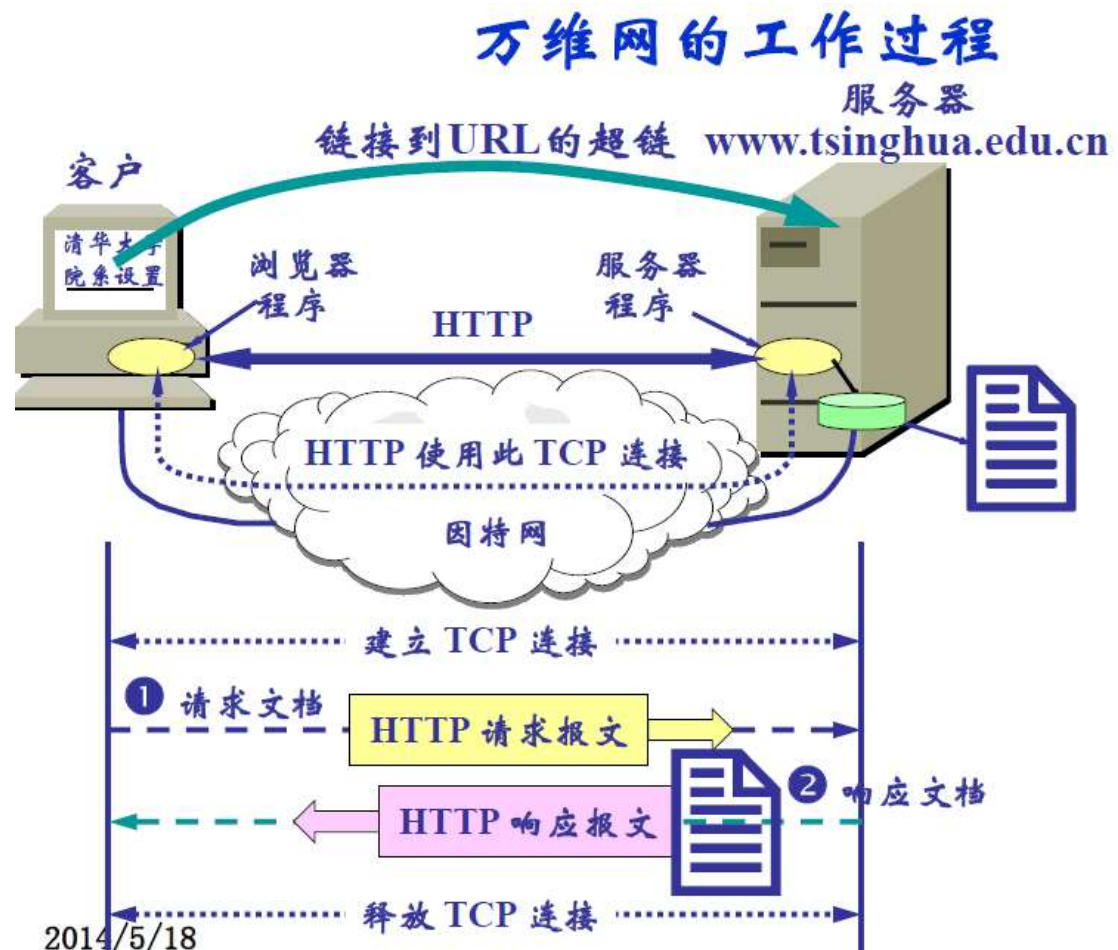 万维网的工作过程
服务器
链接到URL的超链 www.tsinghua.edu.cn
客户
清华大学
院系设置
浏览器
程序
服务器
程序
HTTP
HTTP 使用此 TCP 连接
因特网
建立 TCP 连接
❶ 请求文档
HTTP 请求报文
❷ 响应文档
HTTP 响应报文
释放 TCP 连接
2014/5/18